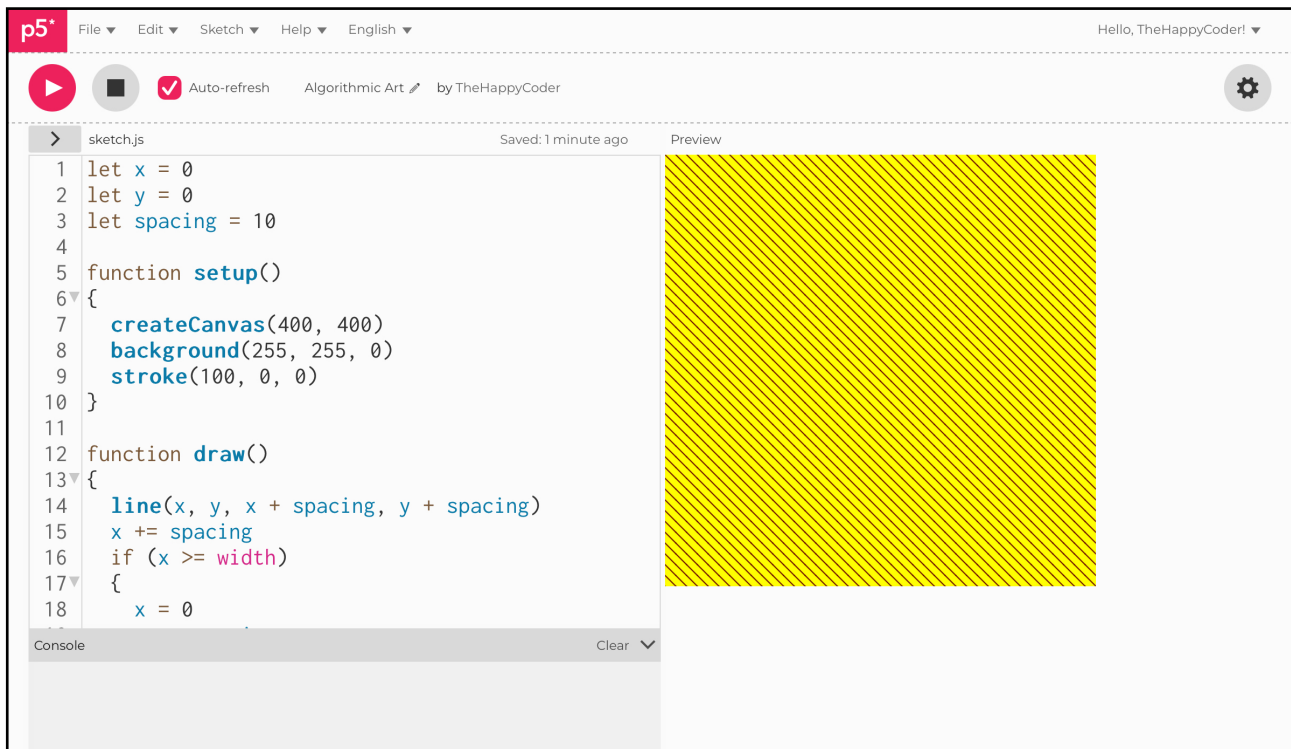 p5* File Edit Sketch Help English Hello, TheHappyCoder!
Auto-refresh Algorithmic Art by TheHappyCoder
sketch.js Saved: 1 minute ago Preview
1 let x = 0
2 let y = 0
3 let spacing = 10
4
5 function setup()
6 {
7 createCanvas(400, 400)
8 background(255, 255, 0)
9 stroke(100, 0, 0)
10 }
11
12 function draw()
13 {
14 line(x, y, x + spacing, y + spacing)
15 x += spacing
16 if (x >= width)
17 {
18 x = 0
Console Clear